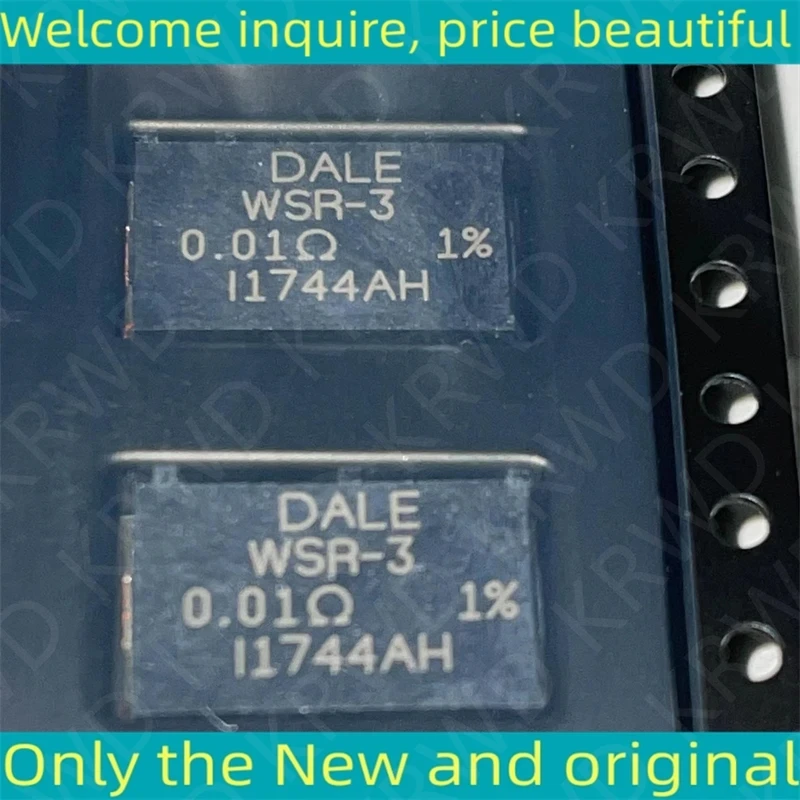 Welcome inquire, price beautiful
DALE
WSR-3
0.01Ω 1%
I1744AH
DALE
WSR-3
0.01Ω 1%
I1744AH
KRWD
Only the New and original